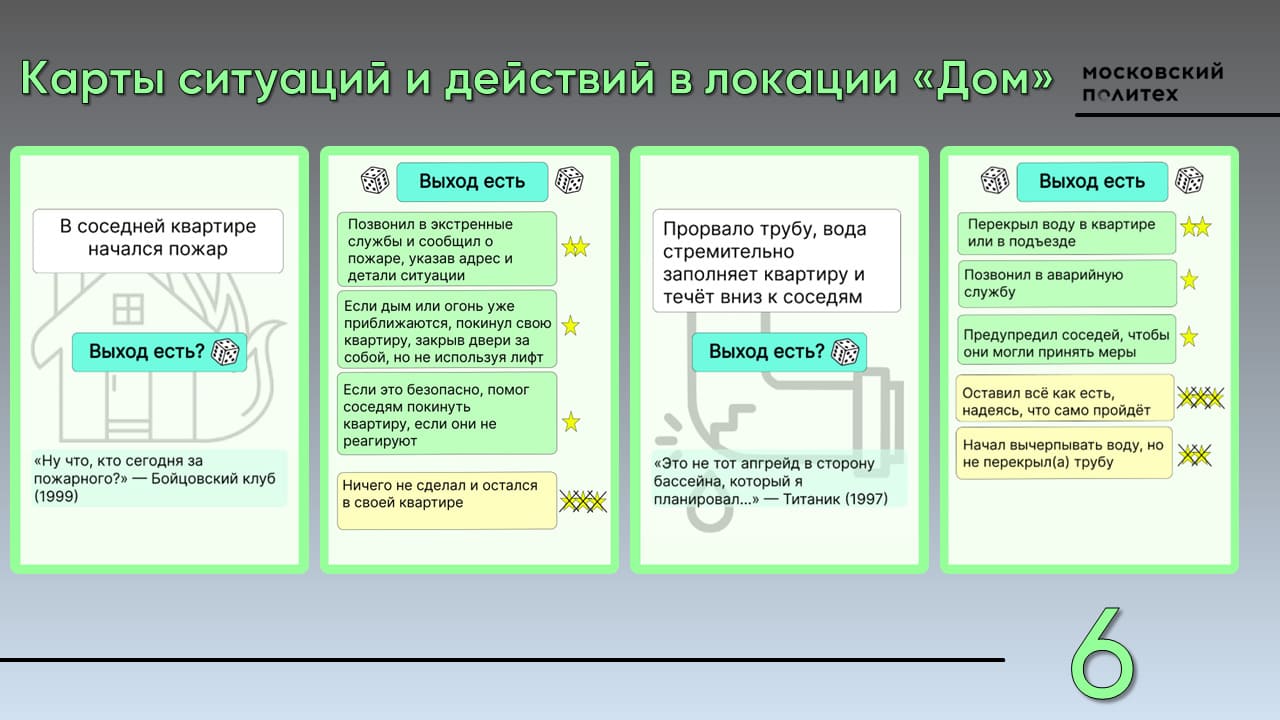 Карты ситуаций и действий в локации «Дом»
московский
политех
В соседней квартире
начался пожар
Выход есть?
«Ну что, кто сегодня за
пожарного?» — Бойцовский клуб
(1999)
Выход есть
Позвонил в экстренные
службы и сообщил о
пожаре, указав адрес и
детали ситуации
Если дым или огонь уже
приближаются, покинул свою
квартиру, закрыв двери за
собой, но не используя лифт
Если это безопасно, помог
соседям покинуть
квартиру, если они не
реагируют
Ничего не сделал и остался
в своей квартире
Прорвало трубу, вода
стремительно
заполняет квартиру и
течёт вниз к соседям
Выход есть?
«Это не тот апгрейд в сторону
бассейна, который я
планировал...» — Титаник (1997)
Выход есть
Перекрыл воду в квартире
или в подъезде
Позвонил в аварийную
службу
Предупредил соседей, чтобы
они могли принять меры
Оставил всё как есть,
надеясь, что само пройдёт
Начал вычерпывать воду, но
не перекрыл(а) трубу
6